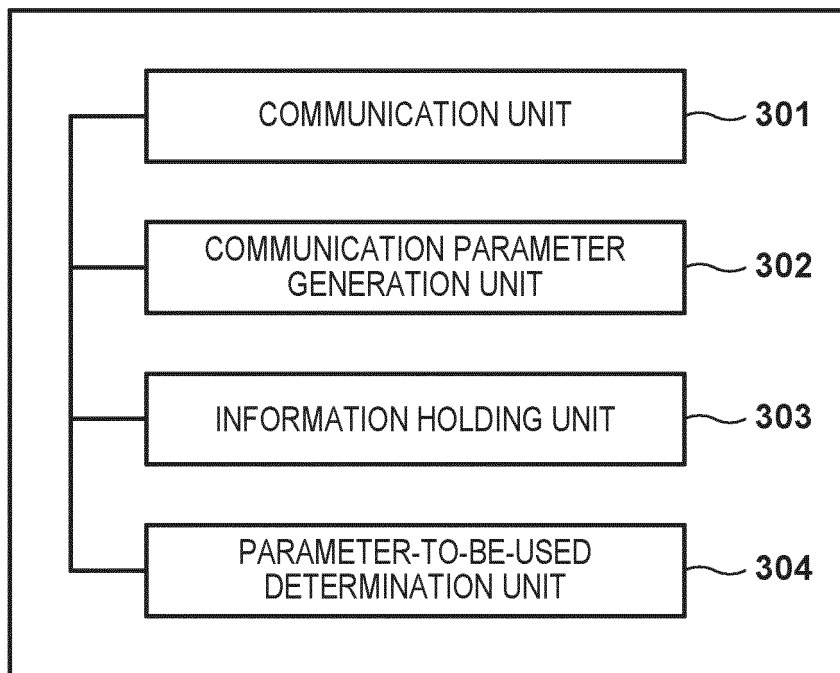 COMMUNICATION UNIT
301
COMMUNICATION PARAMETER
GENERATION UNIT
302
INFORMATION HOLDING UNIT
303
PARAMETER-TO-BE-USED
DETERMINATION UNIT
304